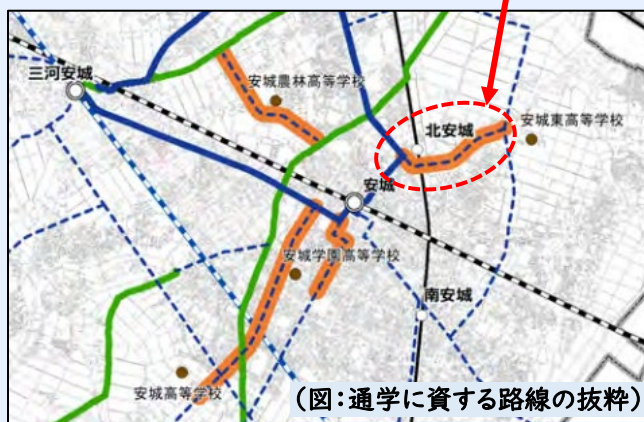 三河安城
安城農林高等学校
北安城
安城東高等学校
安城
安城学園高等学校
南安城
安城高等学校
(図:通学に資する路線の抜粋)